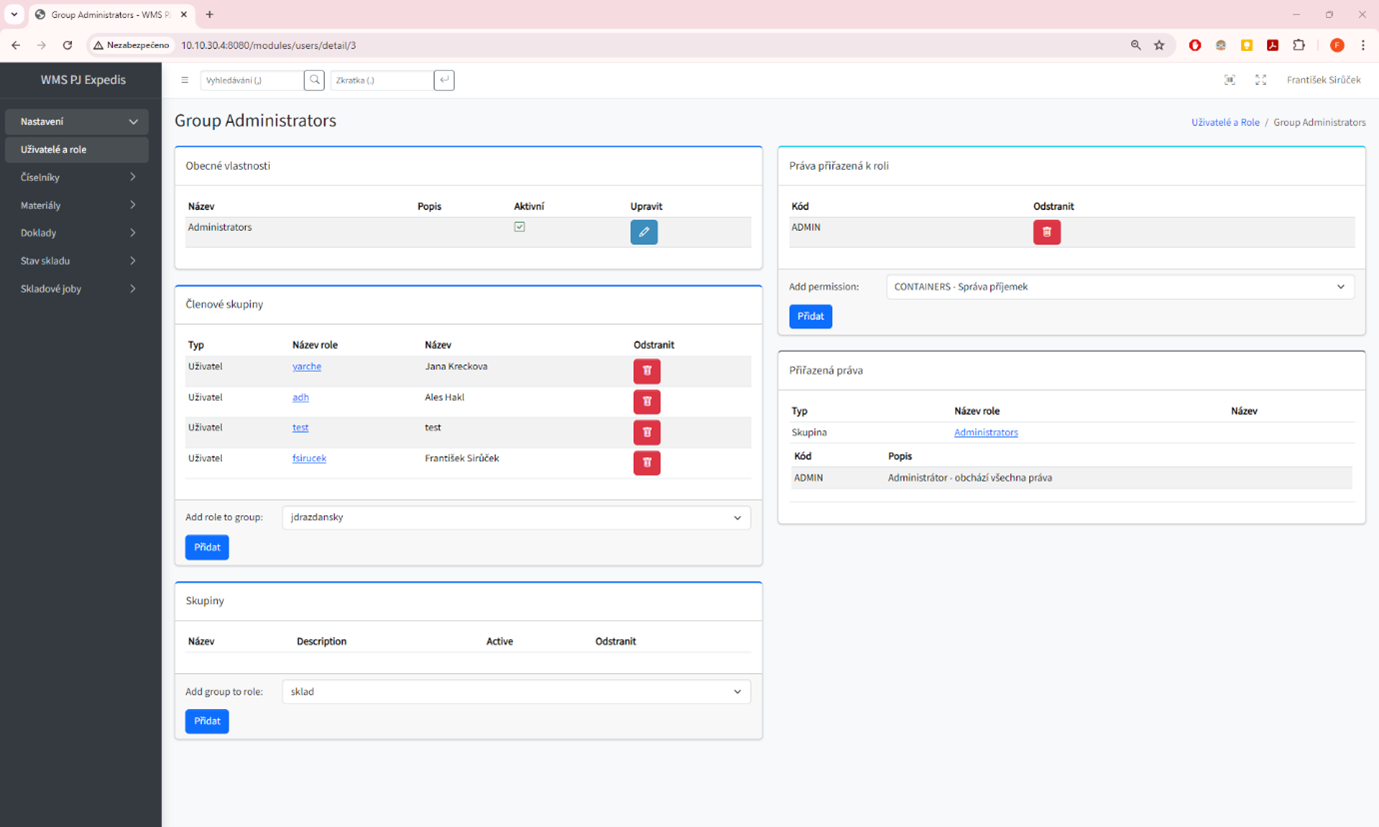 Group Administrators - WMS PJ
Nezabezpečeno
10.10.30.4:8080/modules/users/detail/3
F
WMS PJ Expedis
Vyhledávání (,)
Zkratka (.)
František Sirůček
Nastavení
Uživatelé a role
Číselníky
Materiály
Doklady
Stav skladu
Skladové joby
Group Administrators
Uživatelé a Role / Group Administrators
Obecné vlastnosti
Název Popis Aktivní Upravit
Administrators
Členové skupiny
Typ Název role Název Odstranit
Uživatel varche Jana Kreckova
Uživatel adh Ales Hakl
Uživatel test test
Uživatel fsirucek František Sirůček
Add role to group: jdrazdansky
Přidat
Skupiny
Název Description Active Odstranit
Add group to role: sklad
Přidat
Práva přiřazená k roli
Kód Odstranit
ADMIN
Add permission: CONTAINERS - Správa příjemek
Přidat
Přiřazená práva
Typ Název role Název
Skupina Administrators
Kód Popis
ADMIN Administrátor - obchází všechna práva